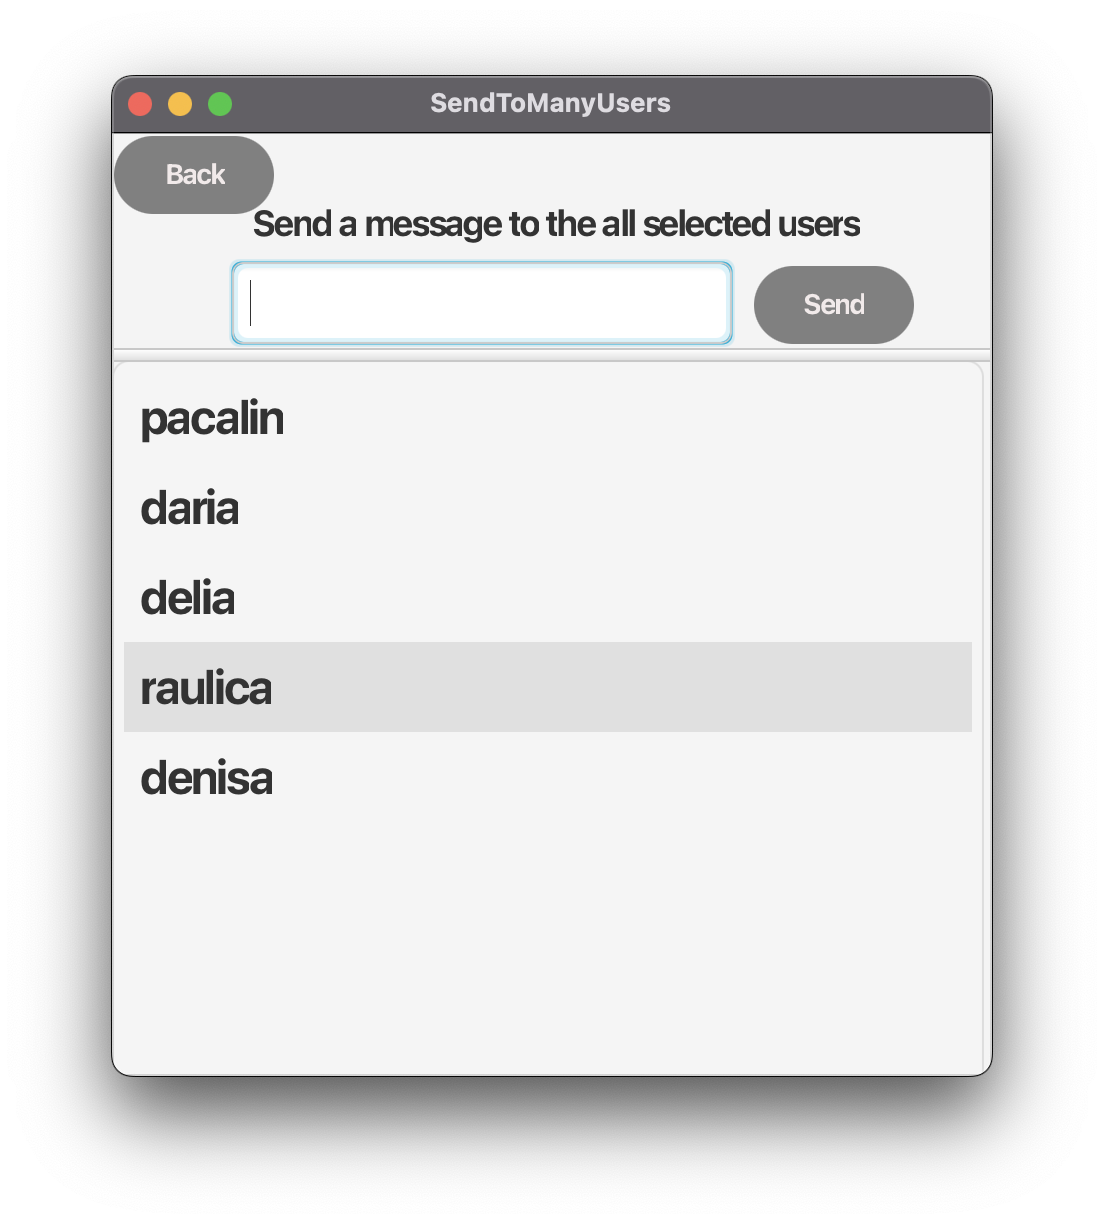 SendToManyUsers
Back
Send a message to the all selected users
Send
pacalin
daria
delia
raulica
denisa